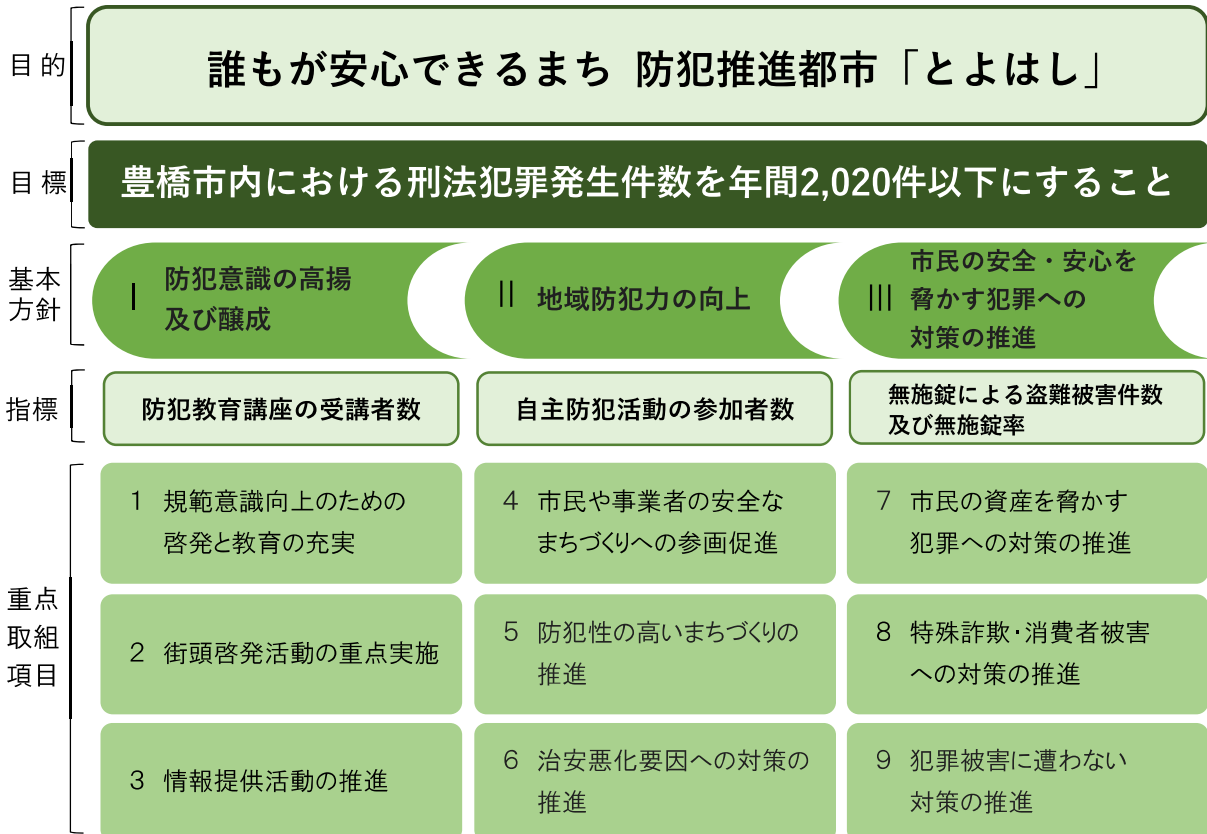 目的
誰もが安心できるまち 防犯推進都市「とよはし」
目標
豊橋市内における刑法犯罪発生件数を年間2,020件以下にすること
基本
方針
Ⅰ 防犯意識の高揚
及び醸成
Ⅱ 地域防犯力の向上
Ⅲ 市民の安全・安心を
脅かす犯罪への
対策の推進
指標
防犯教育講座の受講者数
自主防犯活動の参加者数
無施錠による盗難被害件数
及び無施錠率
重点
取組
項目
1 規範意識向上のための
啓発と教育の充実
4 市民や事業者の安全な
まちづくりへの参画促進
7 市民の資産を脅かす
犯罪への対策の推進
2 街頭啓発活動の重点実施
5 防犯性の高いまちづくりの
推進
8 特殊詐欺・消費者被害
への対策の推進
3 情報提供活動の推進
6 治安悪化要因への対策の
推進
9 犯罪被害に遭わない
対策の推進